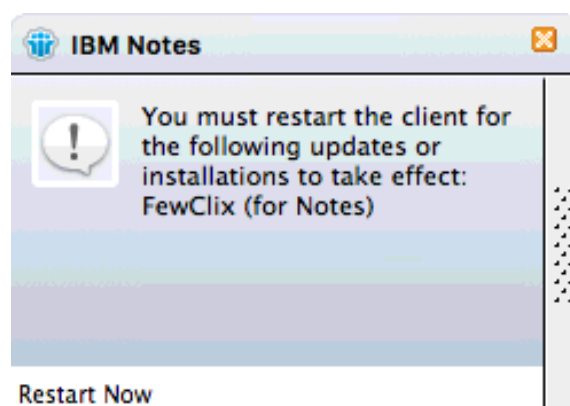 IBM Notes
You must restart the client for
the following updates or
installations to take effect:
FewClix (for Notes)
Restart Now